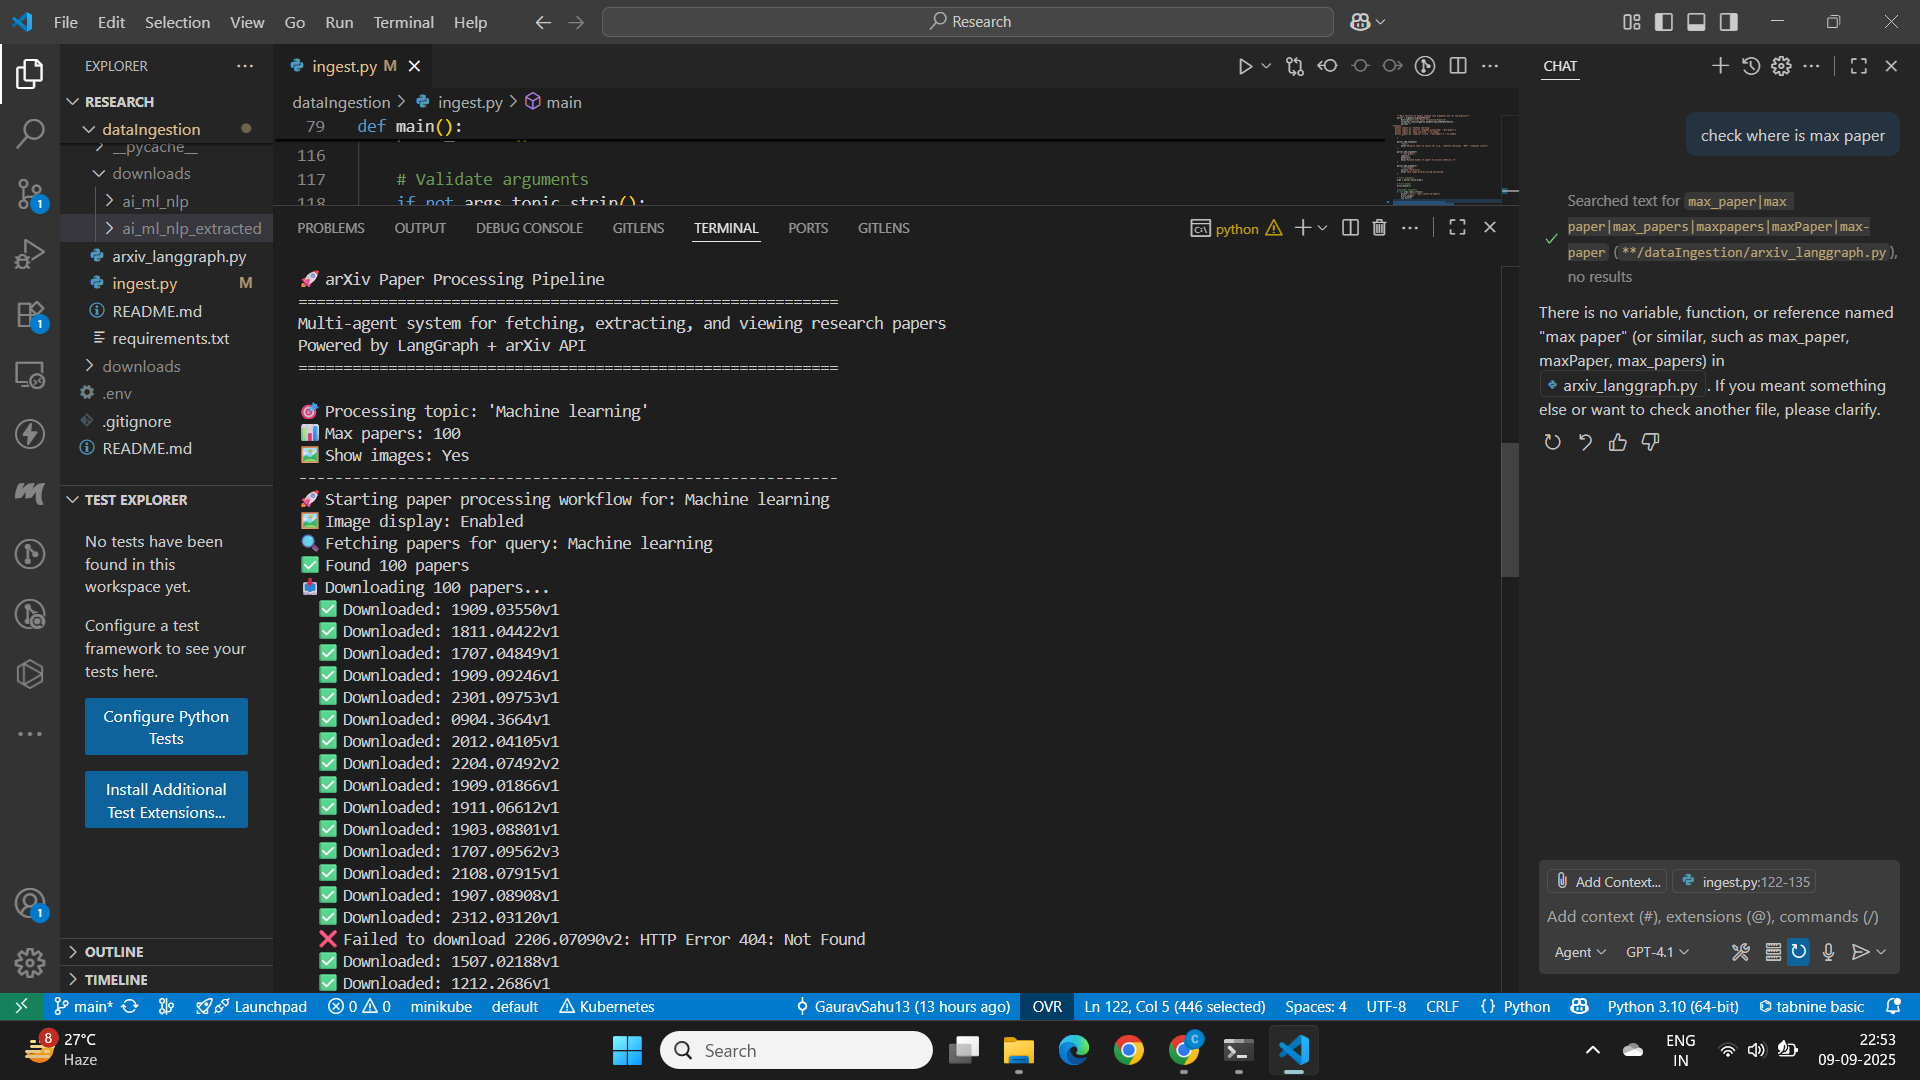 File Edit Selection View Go Run Terminal Help
Research
EXPLORER
RESEARCH
dataIngestion
__pycache__
downloads
ai_ml_nlp
ai_ml_nlp_extracted
arxiv_langgraph.py
ingest.py M
README.md
requirements.txt
downloads
.env
.gitignore
README.md
TEST EXPLORER
No tests have been
found in this
workspace yet.
Configure a test
framework to see your
tests here.
Configure Python
Tests
Install Additional
Test Extensions...
OUTLINE
TIMELINE
ingest.py M
dataIngestion > ingest.py > main
79 def main():
116
117 # Validate arguments
118 if not args.topic.strip():
PROBLEMS OUTPUT DEBUG CONSOLE GITLENS TERMINAL PORTS GITLENS
python
🚀 arXiv Paper Processing Pipeline
============================================================
Multi-agent system for fetching, extracting, and viewing research papers
Powered by LangGraph + arXiv API
============================================================
🎯 Processing topic: 'Machine learning'
📊 Max papers: 100
🖼️ Show images: Yes
------------------------------------------------------------
🚀 Starting paper processing workflow for: Machine learning
🖼️ Image display: Enabled
🔍 Fetching papers for query: Machine learning
✅ Found 100 papers
📥 Downloading 100 papers...
✅ Downloaded: 1909.03550v1
✅ Downloaded: 1811.04422v1
✅ Downloaded: 1707.04849v1
✅ Downloaded: 1909.09246v1
✅ Downloaded: 2301.09753v1
✅ Downloaded: 0904.3664v1
✅ Downloaded: 2012.04105v1
✅ Downloaded: 2204.07492v2
✅ Downloaded: 1909.01866v1
✅ Downloaded: 1911.06612v1
✅ Downloaded: 1903.08801v1
✅ Downloaded: 1707.09562v3
✅ Downloaded: 2108.07915v1
✅ Downloaded: 1907.08908v1
✅ Downloaded: 2312.03120v1
❌ Failed to download 2206.07090v2: HTTP Error 404: Not Found
✅ Downloaded: 1507.02188v1
✅ Downloaded: 1212.2686v1
CHAT
check where is max paper
Searched text for max_paper|max
paper|max_papers|maxpapers|maxPaper|max-
paper (**/dataIngestion/arxiv_langgraph.py),
no results
There is no variable, function, or reference named
"max paper" (or similar, such as max_paper,
maxPaper, max_papers) in
arxiv_langgraph.py . If you meant something
else or want to check another file, please clarify.
Add Context... ingest.py:122-135
Add context (#), extensions (@), commands (/)
Agent GPT-4.1
1
1
1
main* Launchpad 0 0 minikube default Kubernetes GauravSahu13 (13 hours ago) OVR Ln 122, Col 5 (446 selected) Spaces: 4 UTF-8 CRLF {} Python Python 3.10 (64-bit) tabnine basic
8
27°C
Haze
Search
C
ENG
IN
22:53
09-09-2025